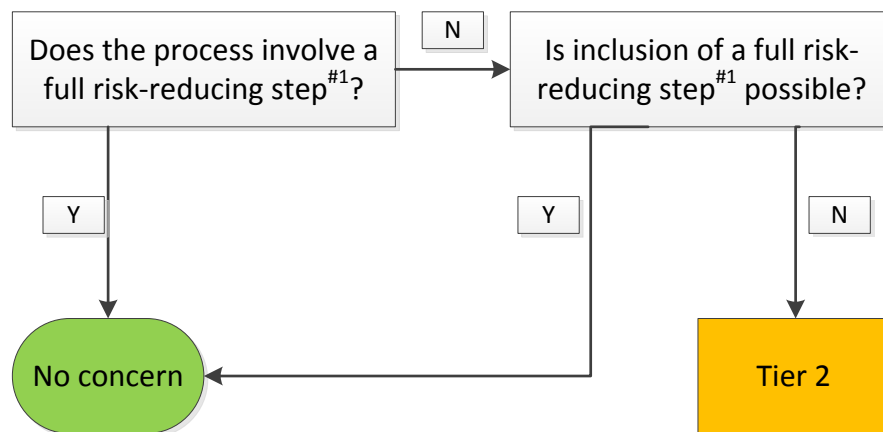 Does the process involve a
full risk-reducing step#1?
N
Is inclusion of a full risk-
reducing step#1 possible?
Y
Y
N
No concern
Tier 2